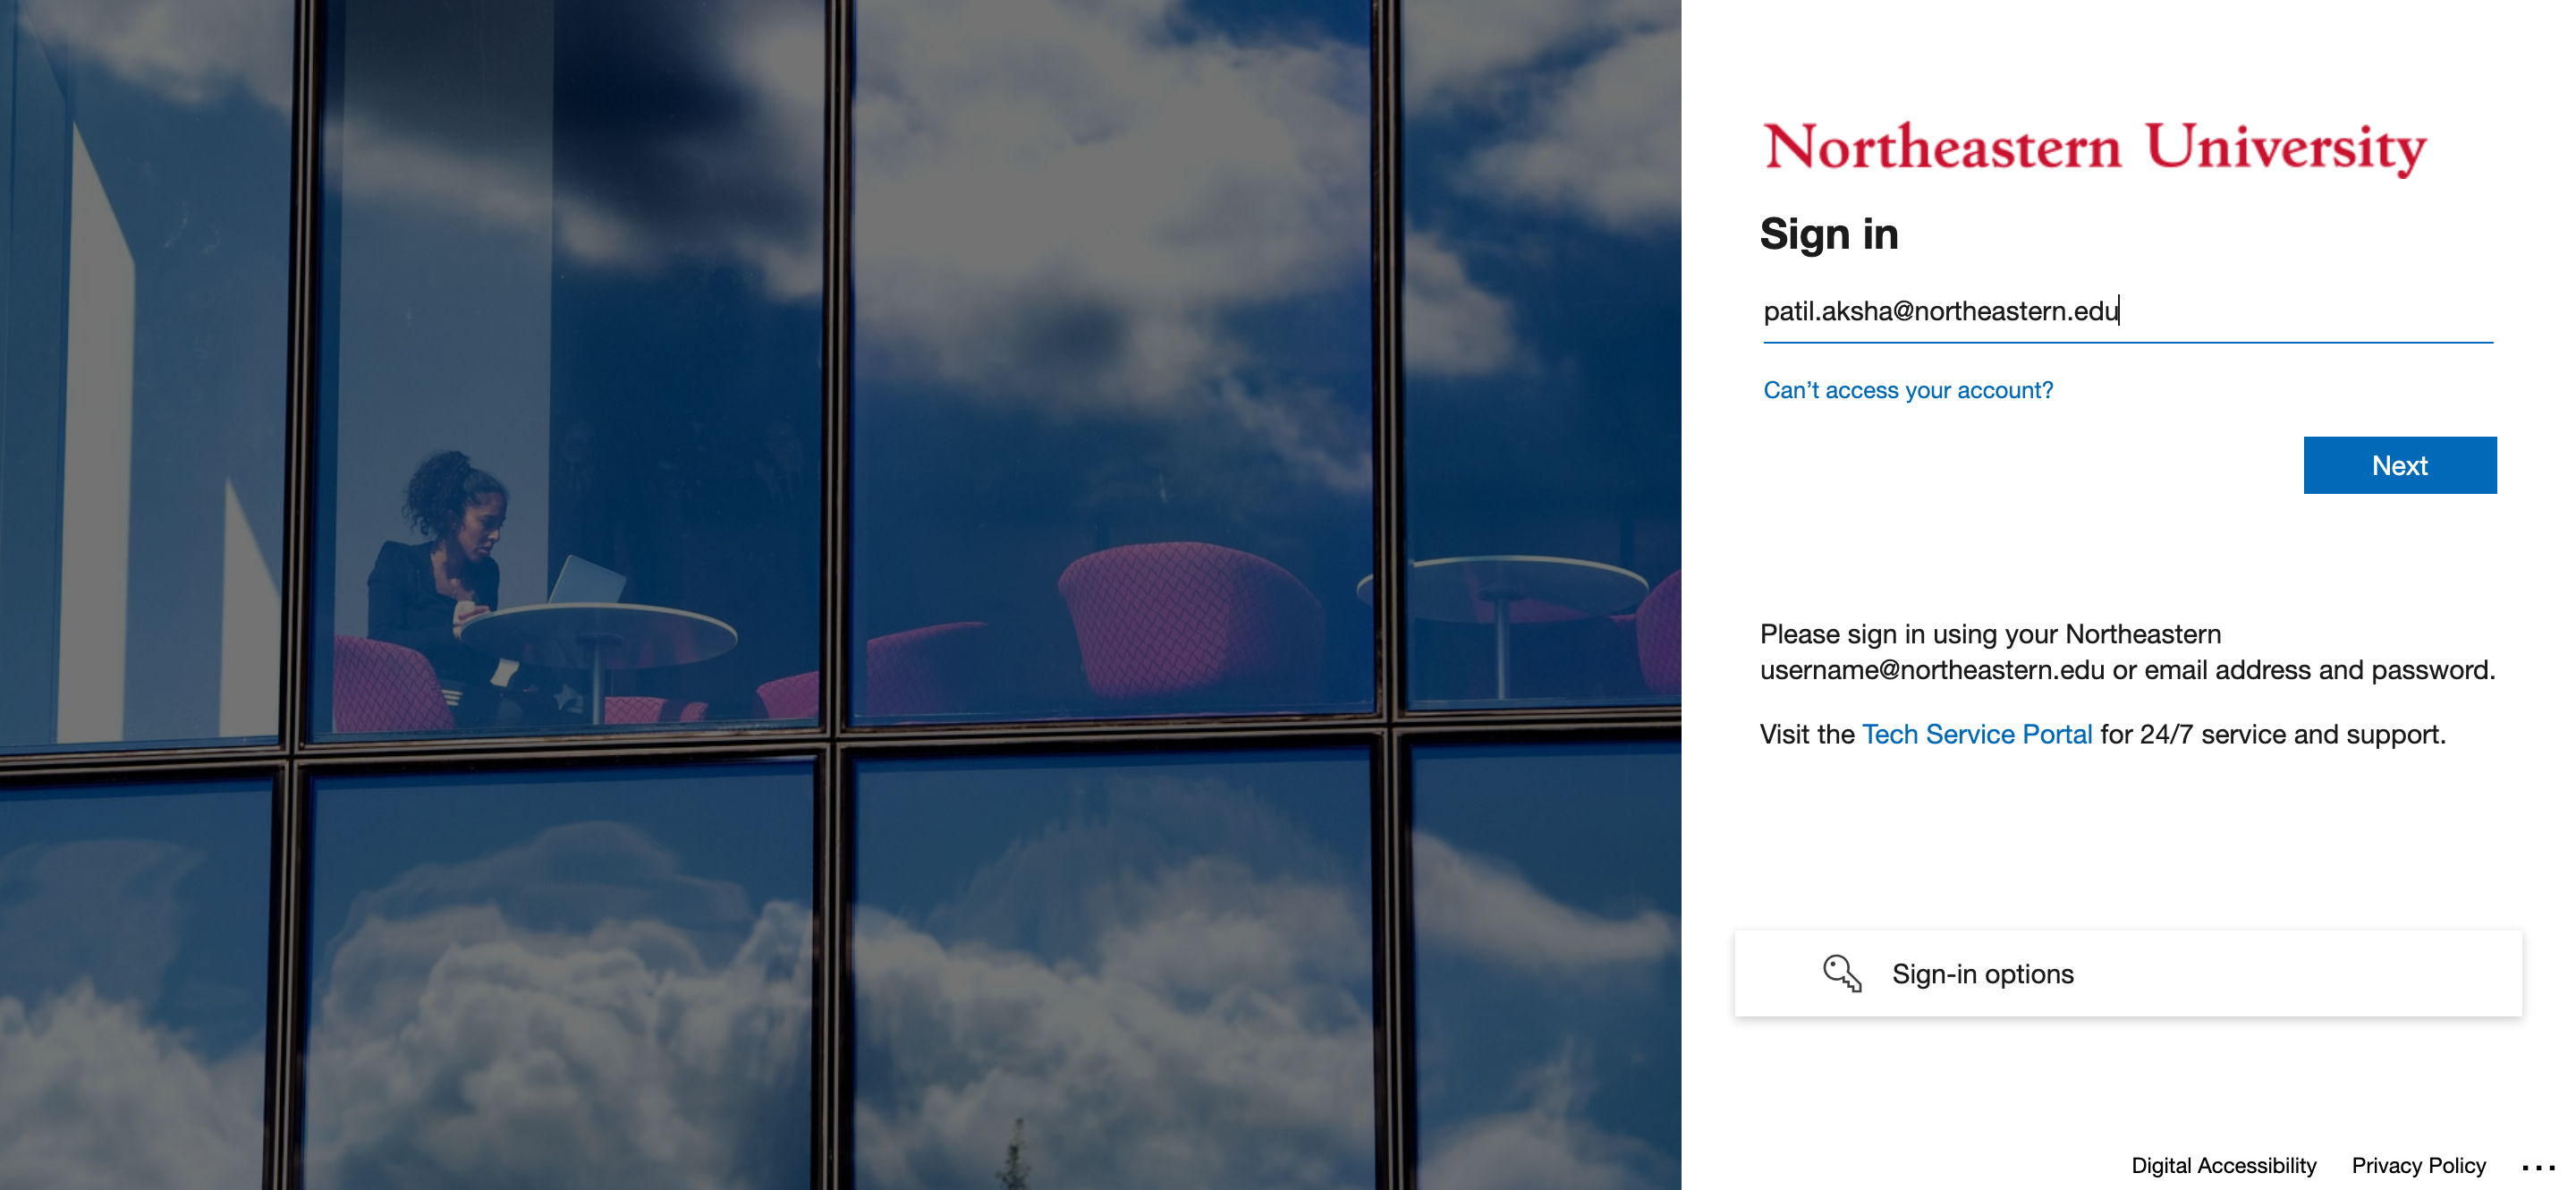 Northeastern University
Sign in
patil.aksha@northeastern.edu
Can’t access your account?
Next
Please sign in using your Northeastern
username@northeastern.edu or email address and password.
Visit the Tech Service Portal for 24/7 service and support.
Sign-in options
Digital Accessibility Privacy Policy ...